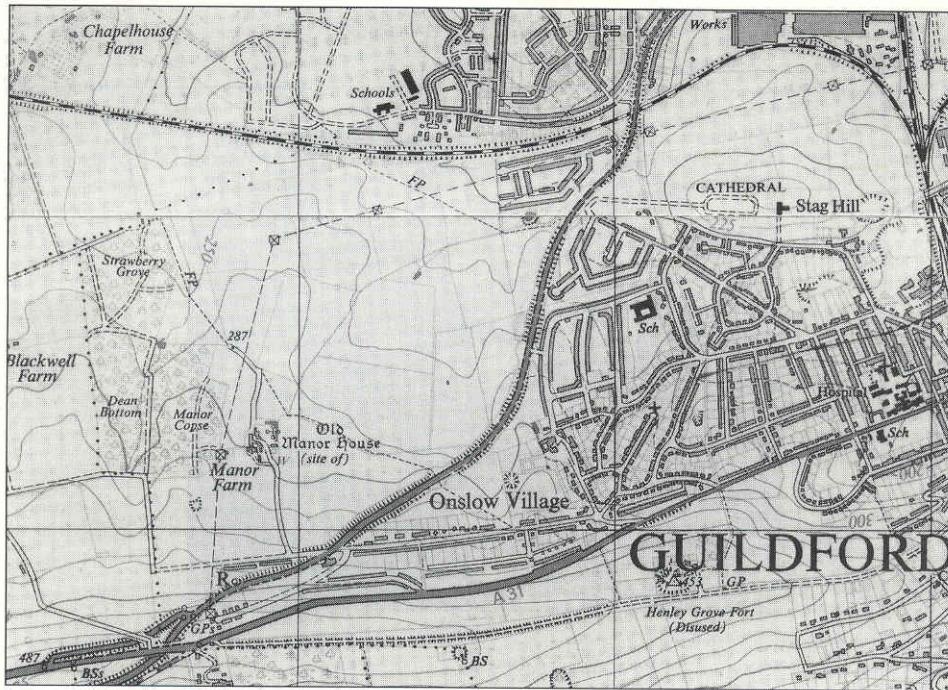 Chapelhouse
Farm
Works
Schools
FP
CATHEDRAL
Stag Hill
225
250
Strawberry
Grove
FP
287
Sch
Blackwell
Farm
Dean
Bottom
Manor
Copse
Old
Manor House
(site of)
W
Manor
Farm
Hospital
Sch
200
300
Onslow Village
GUILDFORD
R
A 31
453
GP
Henley Grove Fort
(Disused)
GPs
487
BSs
BS